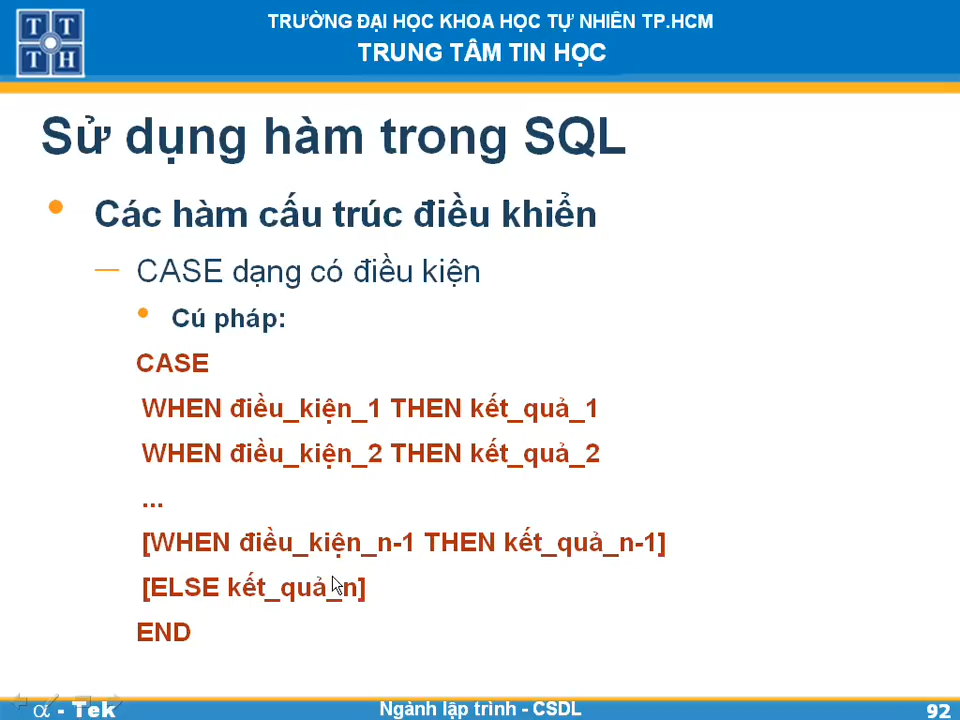 TRƯỜNG ĐẠI HỌC KHOA HỌC TỰ NHIÊN TP.HCM
TRUNG TÂM TIN HỌC
T T
T H
Sử dụng hàm trong SQL
• Các hàm cấu trúc điều khiển
– CASE dạng có điều kiện
• Cú pháp:
CASE
WHEN điều_kiện_1 THEN kết_quả_1
WHEN điều_kiện_2 THEN kết_quả_2
...
[WHEN điều_kiện_n-1 THEN kết_quả_n-1]
[ELSE kết_quả_n]
END
α - Tek
Ngành lập trình - CSDL
92